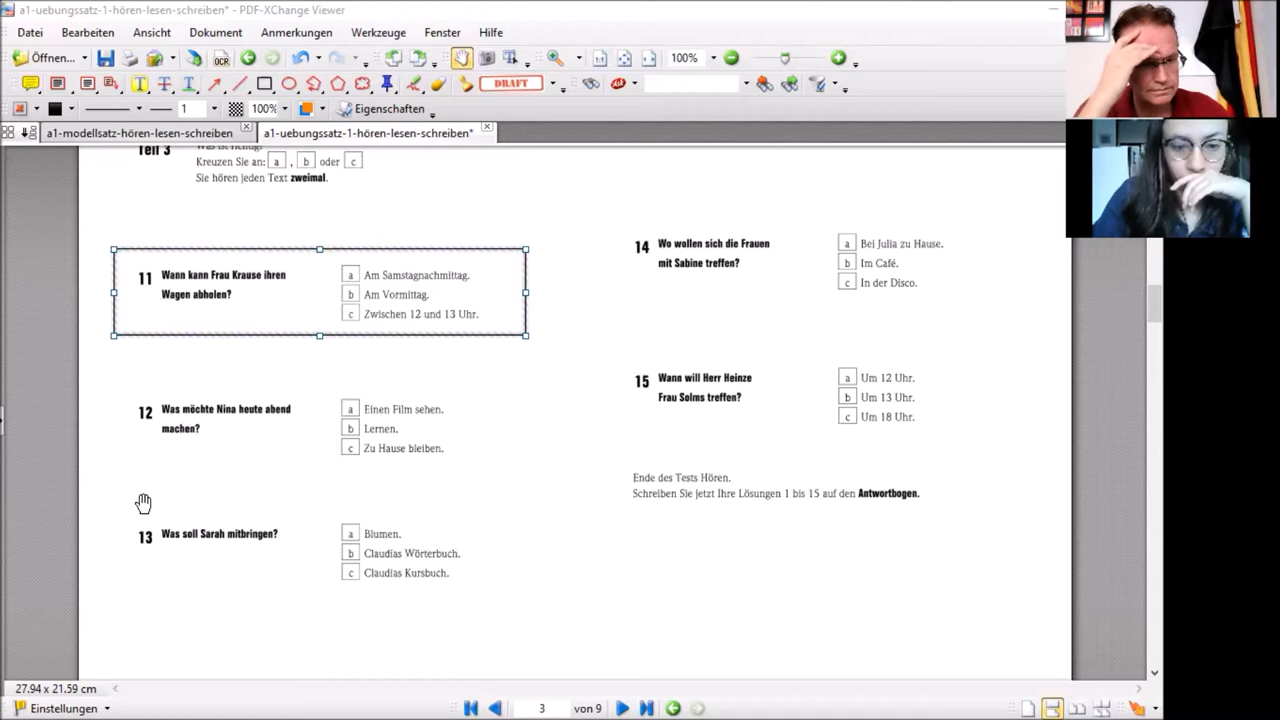 a1-uebungssatz-1-hören-lesen-schreiben* - PDF-XChange Viewer
Datei Bearbeiten Ansicht Dokument Anmerkungen Werkzeuge Fenster Hilfe
Öffnen... OCR 100%
DRAFT
1 100% Eigenschaften
a1-modellsatz-hören-lesen-schreiben a1-uebungssatz-1-hören-lesen-schreiben*
Teil 3 Was ist richtig?
Kreuzen Sie an: a , b oder c
Sie hören jeden Text zweimal.
11 Wann kann Frau Krause ihren
Wagen abholen?
a Am Samstagnachmittag.
b Am Vormittag.
c Zwischen 12 und 13 Uhr.
12 Was möchte Nina heute abend
machen?
a Einen Film sehen.
b Lernen.
c Zu Hause bleiben.
13 Was soll Sarah mitbringen?
a Blumen.
b Claudias Wörterbuch.
c Claudias Kursbuch.
14 Wo wollen sich die Frauen
mit Sabine treffen?
a Bei Julia zu Hause.
b Im Café.
c In der Disco.
15 Wann will Herr Heinze
Frau Solms treffen?
a Um 12 Uhr.
b Um 13 Uhr.
c Um 18 Uhr.
Ende des Tests Hören.
Schreiben Sie jetzt Ihre Lösungen 1 bis 15 auf den Antwortbogen.
27.94 x 21.59 cm
Einstellungen 3 von 9